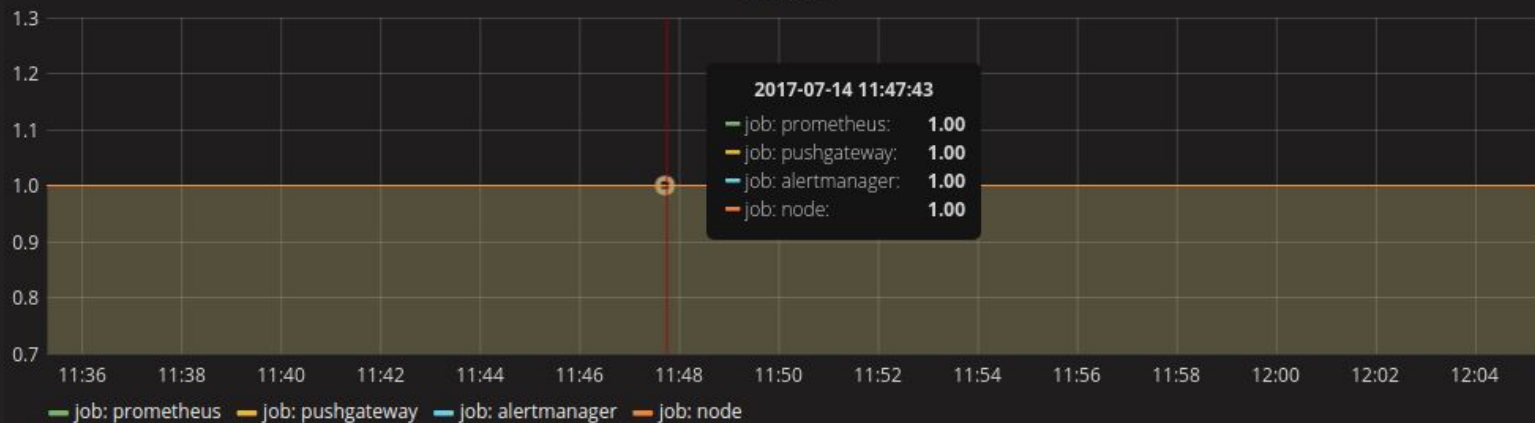 1.3
1.2
1.1
1.0
0.9
0.8
0.7
2017-07-14 11:47:43
job: prometheus: 1.00
job: pushgateway: 1.00
job: alertmanager: 1.00
job: node: 1.00
11:36 11:38 11:40 11:42 11:44 11:46 11:48 11:50 11:52 11:54 11:56 11:58 12:00 12:02 12:04
job: prometheus job: pushgateway job: alertmanager job: node